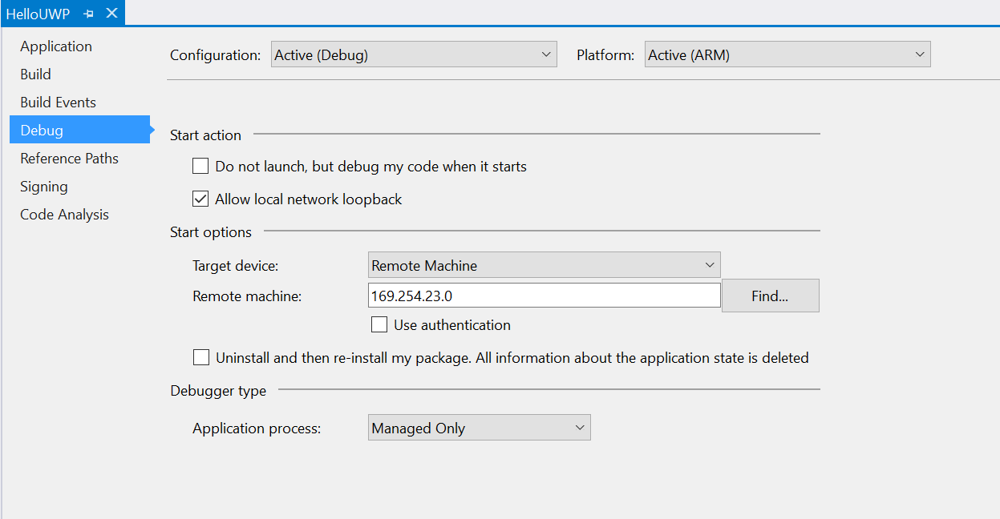 HelloUWP
Application
Build
Build Events
Debug
Reference Paths
Signing
Code Analysis
Configuration: Active (Debug) Platform: Active (ARM)
Start action
Do not launch, but debug my code when it starts
Allow local network loopback
Start options
Target device: Remote Machine
Remote machine: 169.254.23.0 Find...
Use authentication
Uninstall and then re-install my package. All information about the application state is deleted
Debugger type
Application process: Managed Only